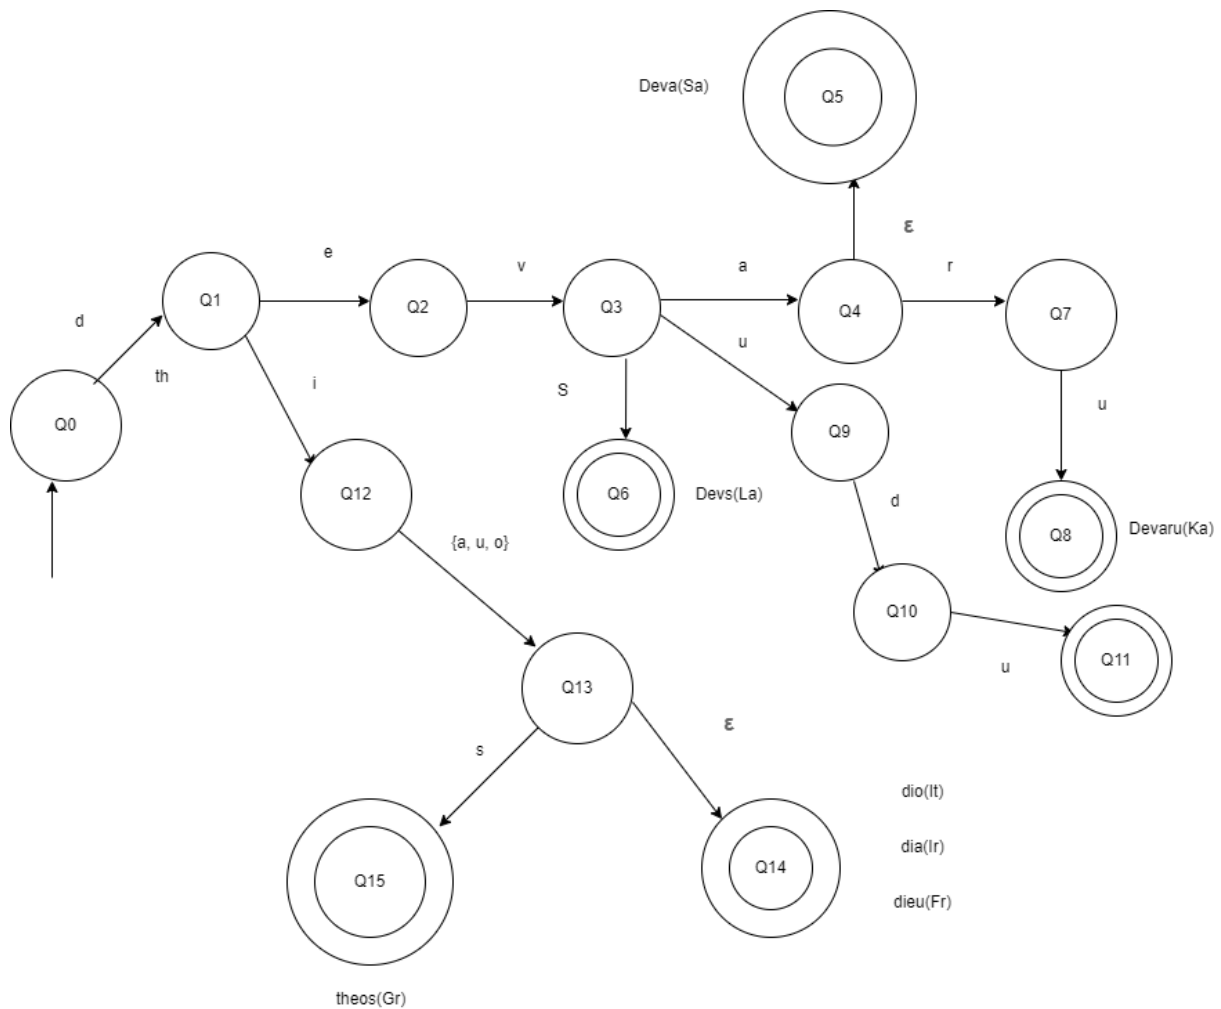 Deva(Sa)
Q5
ε
e
v
a
r
Q1
Q2
Q3
Q4
Q7
d
u
th
i
S
u
Q0
Q9
Q12
Q6
Devs(La)
d
{a, u, o}
Q8
Devaru(Ka)
Q10
Q11
u
Q13
ε
s
dio(It)
dia(Ir)
Q15
Q14
dieu(Fr)
theos(Gr)